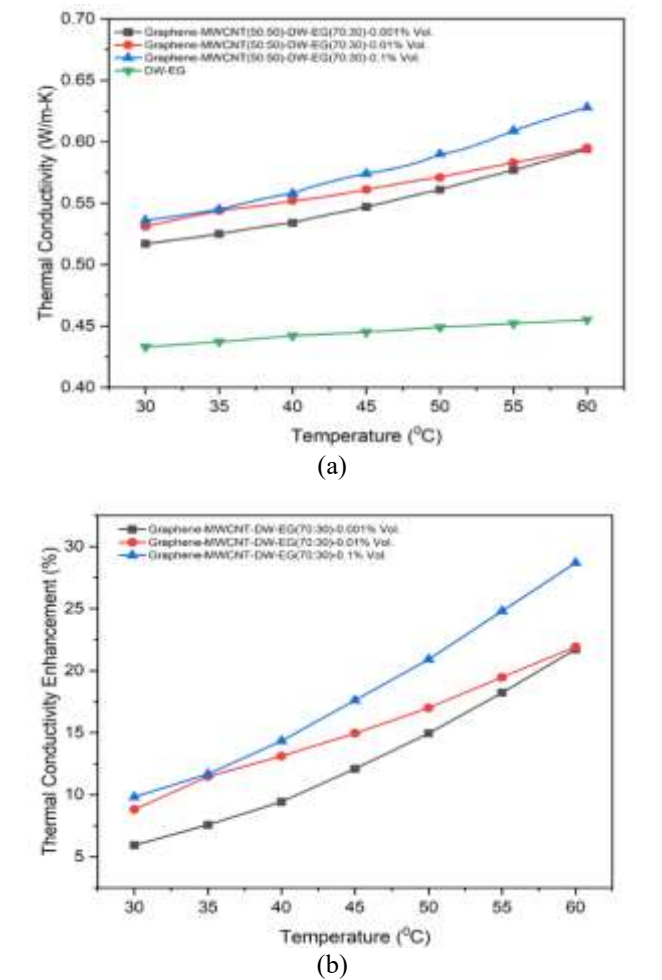 0.70
0.65
0.60
0.55
0.50
0.45
0.40
Thermal Conductivity (W/m-K)
Graphene-MWCNT(50:50)-DW-EG(70:30)-0.001% Vol.
Graphene-MWCNT(50:50)-DW-EG(70:30)-0.01% Vol.
Graphene-MWCNT(50:50)-DW-EG(70:30)-0.1% Vol.
DW-EG
30 35 40 45 50 55 60
Temperature (⁰C)
(a)
30
25
20
15
10
5
Thermal Conductivity Enhancement (%)
Graphene-MWCNT-DW-EG(70:30)-0.001% Vol.
Graphene-MWCNT-DW-EG(70:30)-0.01% Vol.
Graphene-MWCNT-DW-EG(70:30)-0.1% Vol.
30 35 40 45 50 55 60
Temperature (⁰C)
(b)